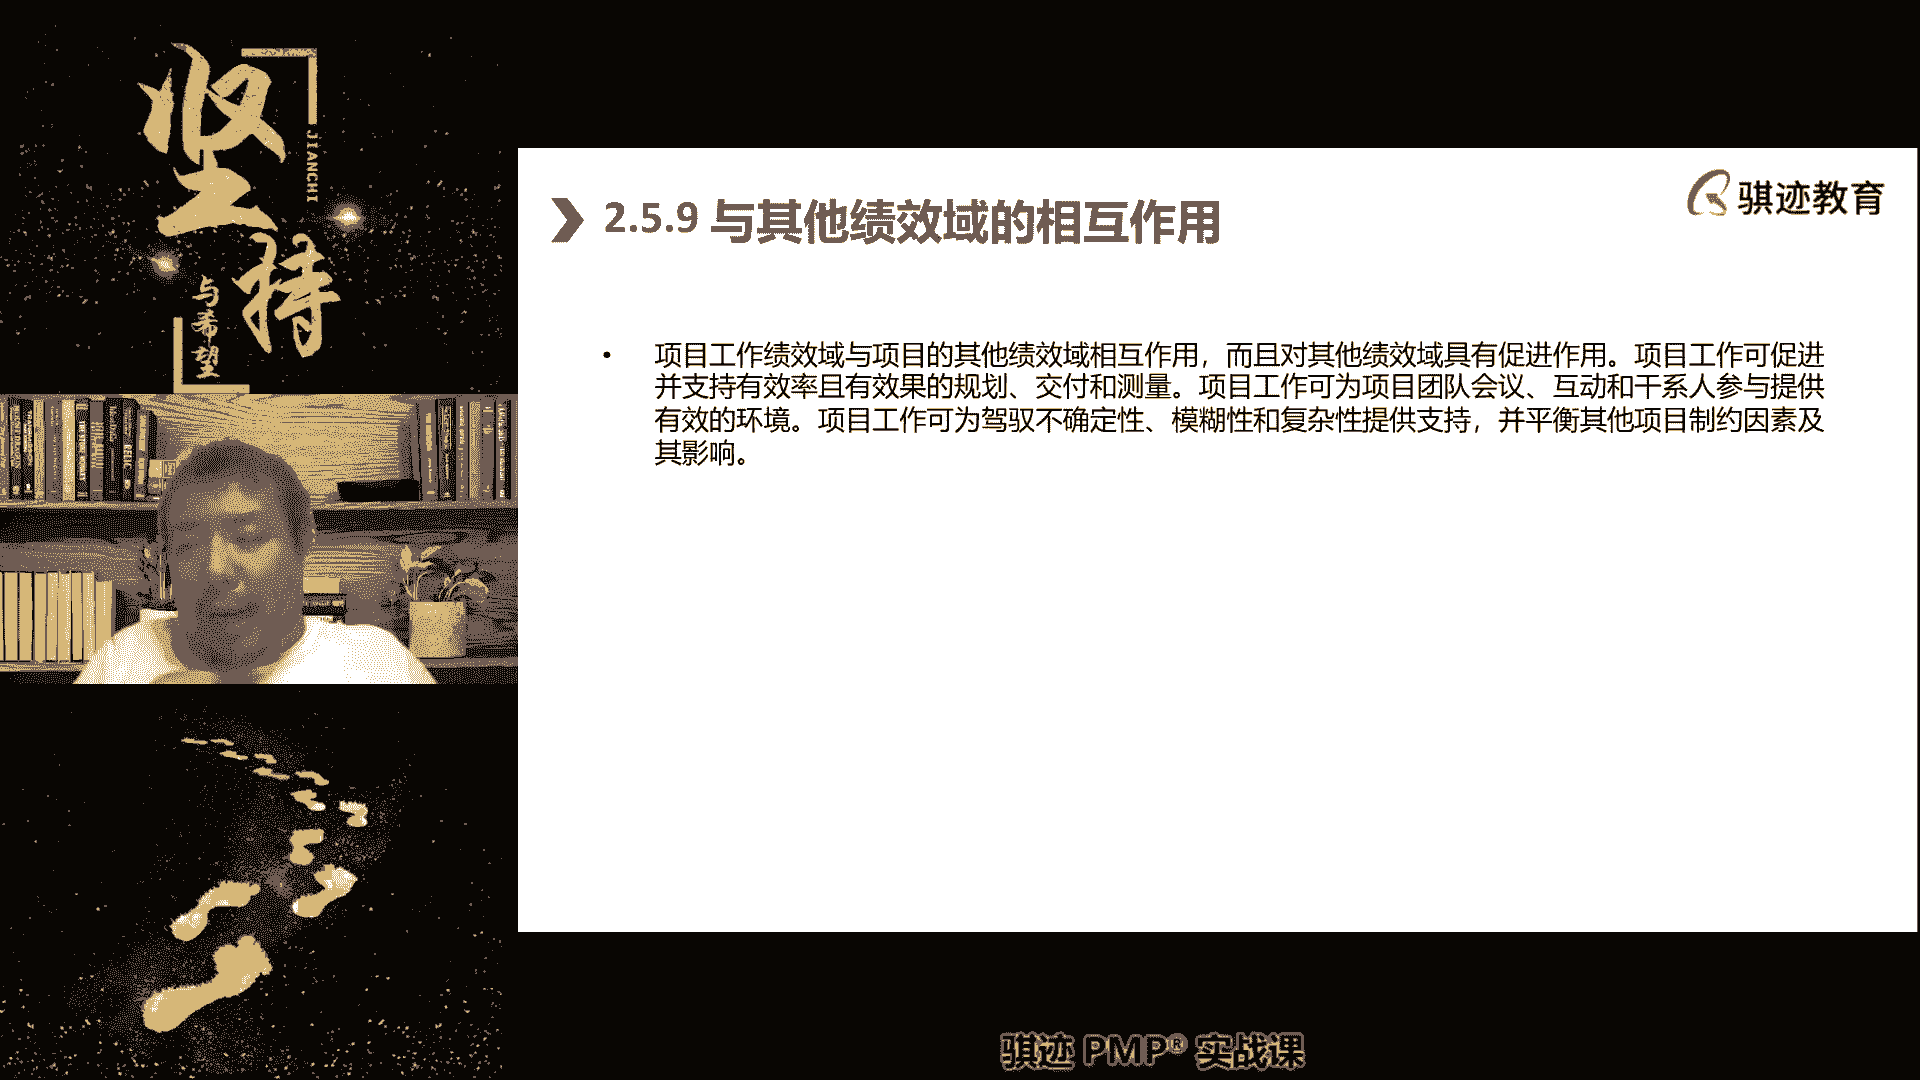 坚持
JIANCHI
与希望
骐迹教育
2.5.9 与其他绩效域的相互作用
• 项目工作绩效域与项目的其他绩效域相互作用，而且对其他绩效域具有促进作用。项目工作可促进
并支持有效率且有效果的规划、交付和测量。项目工作可为项目团队会议、互动和干系人参与提供
有效的环境。项目工作可为驾驭不确定性、模糊性和复杂性提供支持，并平衡其他项目制约因素及
其影响。
骐迹 PMP® 实战课